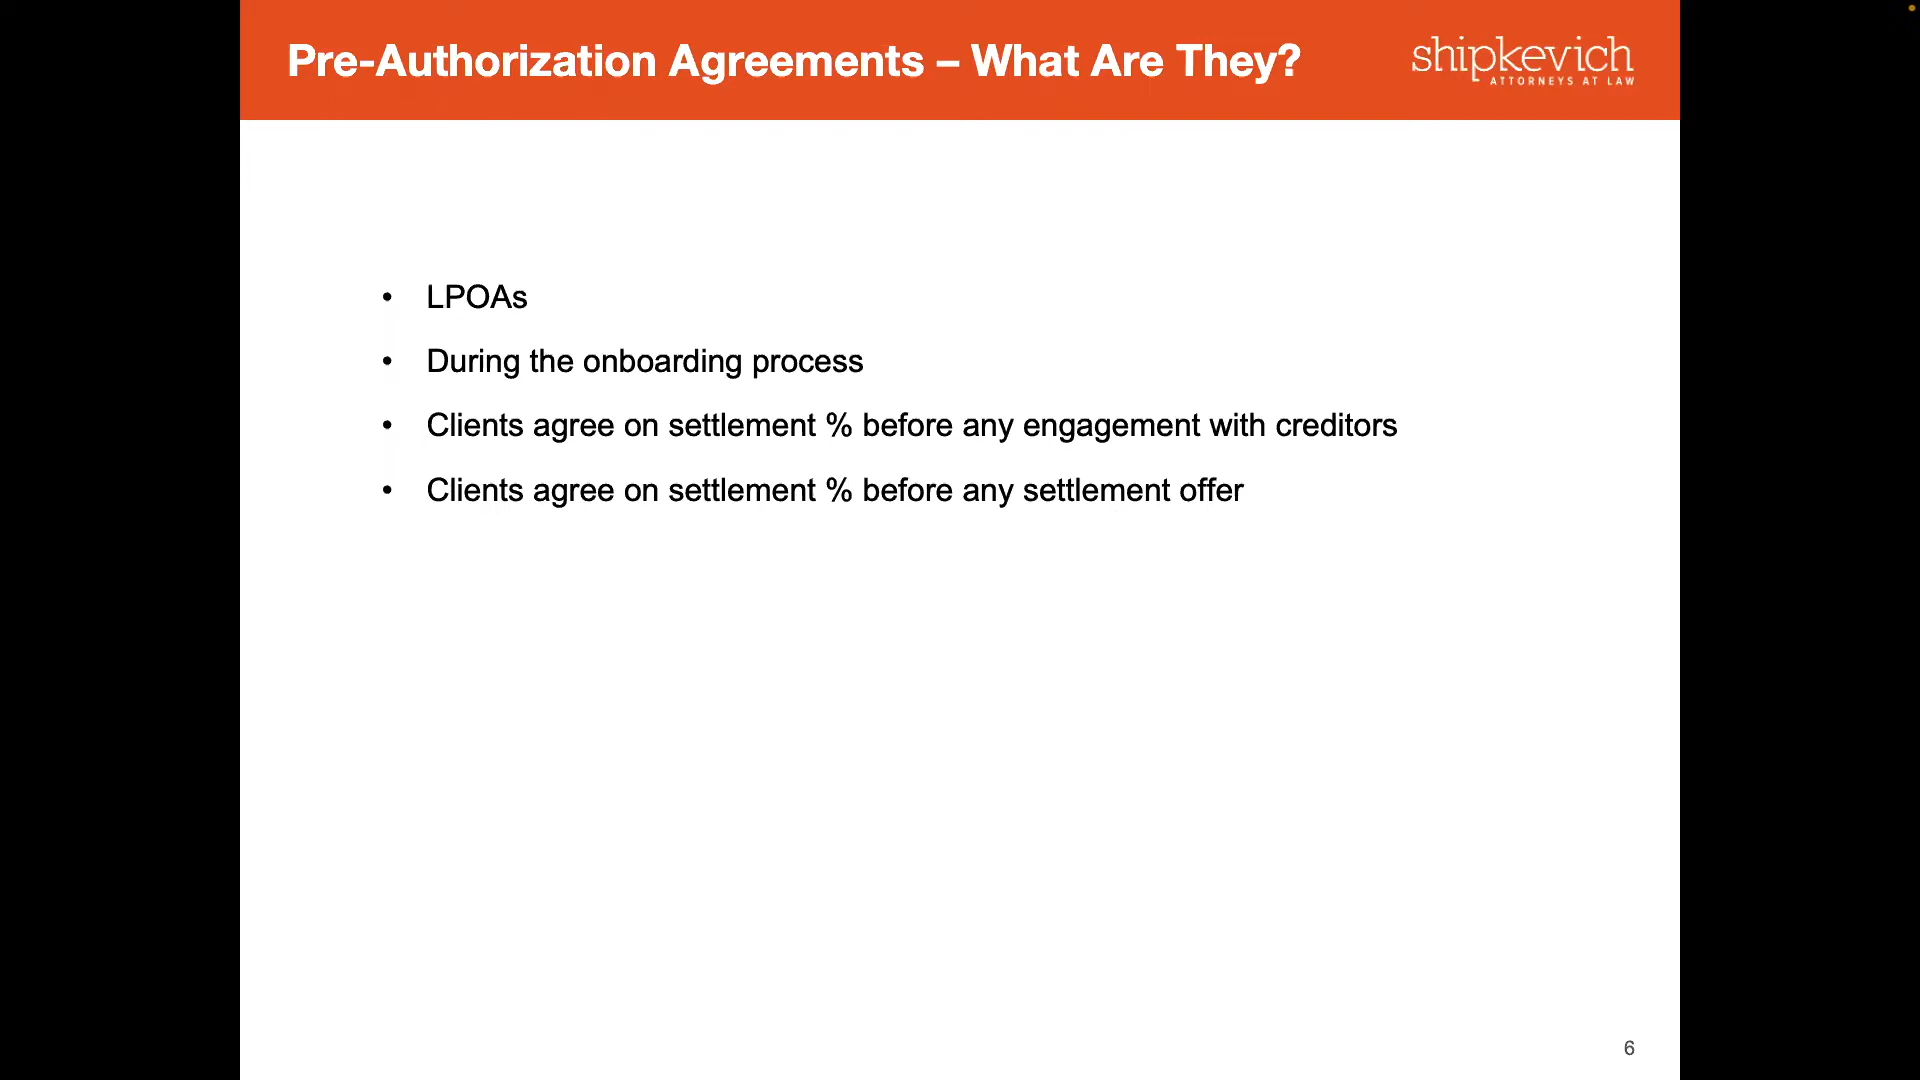 Pre-Authorization Agreements – What Are They?
shipkevich
ATTORNEYS AT LAW
• LPOAs
• During the onboarding process
• Clients agree on settlement % before any engagement with creditors
• Clients agree on settlement % before any settlement offer
6